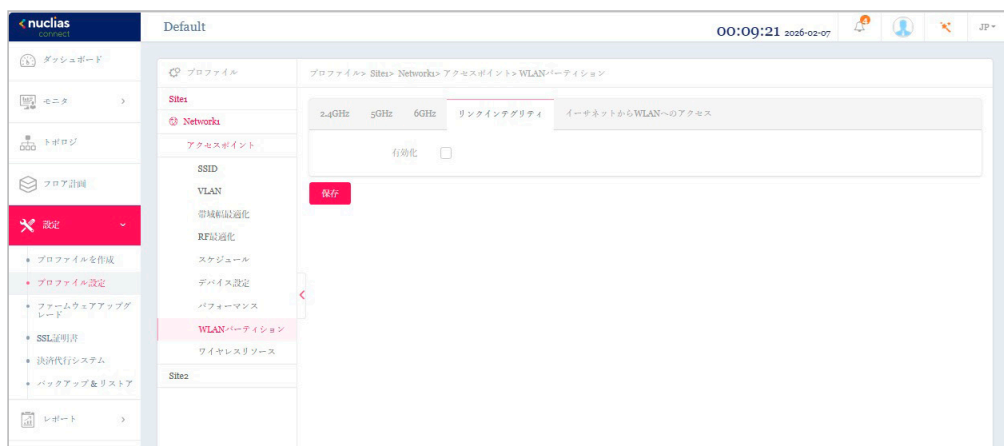 nuclias
connect
Default
00:09:21 2026-02-07
4
JP
ダッシュボード
モニタ
トポロジ
フロア計画
設定
プロファイルを作成
プロファイル設定
ファームウェアアップグ
レード
SSL証明書
決済代行システム
バックアップ&リストア
レポート
プロファイル
Site1
Network1
アクセスポイント
SSID
VLAN
帯域幅最適化
RF最適化
スケジュール
デバイス設定
パフォーマンス
WLANパーティション
ワイヤレスリソース
Site2
プロファイル> Site1> Network1> アクセスポイント> WLANパーティション
2.4GHz 5GHz 6GHz リンクインテグリティ イーサネットからWLANへのアクセス
有効化
保存